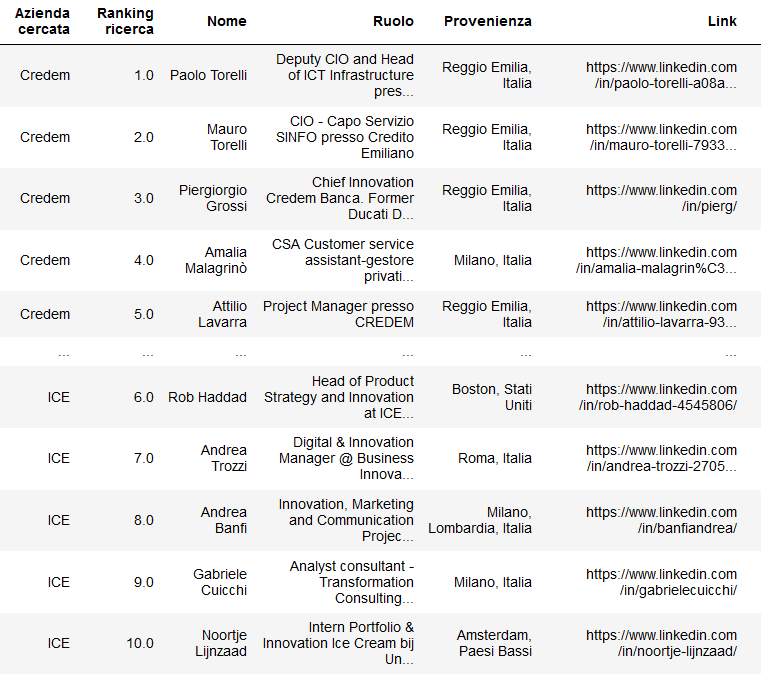 Azienda cercata Ranking ricerca Nome Ruolo Provenienza Link
Credem 1.0 Paolo Torelli Deputy CIO and Head of ICT Infrastructure pres... Reggio Emilia, Italia https://www.linkedin.com/in/paolo-torelli-a08a...
Credem 2.0 Mauro Torelli CIO - Capo Servizio SINFO presso Credito Emiliano Reggio Emilia, Italia https://www.linkedin.com/in/mauro-torelli-7933...
Credem 3.0 Piergiorgio Grossi Chief Innovation Credem Banca. Former Ducati D... Reggio Emilia, Italia https://www.linkedin.com/in/pierg/
Credem 4.0 Amalia Malagrinò CSA Customer service assistant-gestore privati... Milano, Italia https://www.linkedin.com/in/amalia-malagrin%C3...
Credem 5.0 Attilio Lavarra Project Manager presso CREDEM Reggio Emilia, Italia https://www.linkedin.com/in/attilio-lavarra-93...
... ... ... ... ... ...
ICE 6.0 Rob Haddad Head of Product Strategy and Innovation at ICE... Boston, Stati Uniti https://www.linkedin.com/in/rob-haddad-4545806/
ICE 7.0 Andrea Trozzi Digital & Innovation Manager @ Business Innova... Roma, Italia https://www.linkedin.com/in/andrea-trozzi-2705...
ICE 8.0 Andrea Banfi Innovation, Marketing and Communication Projec... Milano, Lombardia, Italia https://www.linkedin.com/in/banfiandrea/
ICE 9.0 Gabriele Cuicchi Analyst consultant - Transformation Consulting... Milano, Italia https://www.linkedin.com/in/gabrielecuicchi/
ICE 10.0 Noortje Lijnzaad Intern Portfolio & Innovation Ice Cream bij Un... Amsterdam, Paesi Bassi https://www.linkedin.com/in/noortje-lijnzaad/